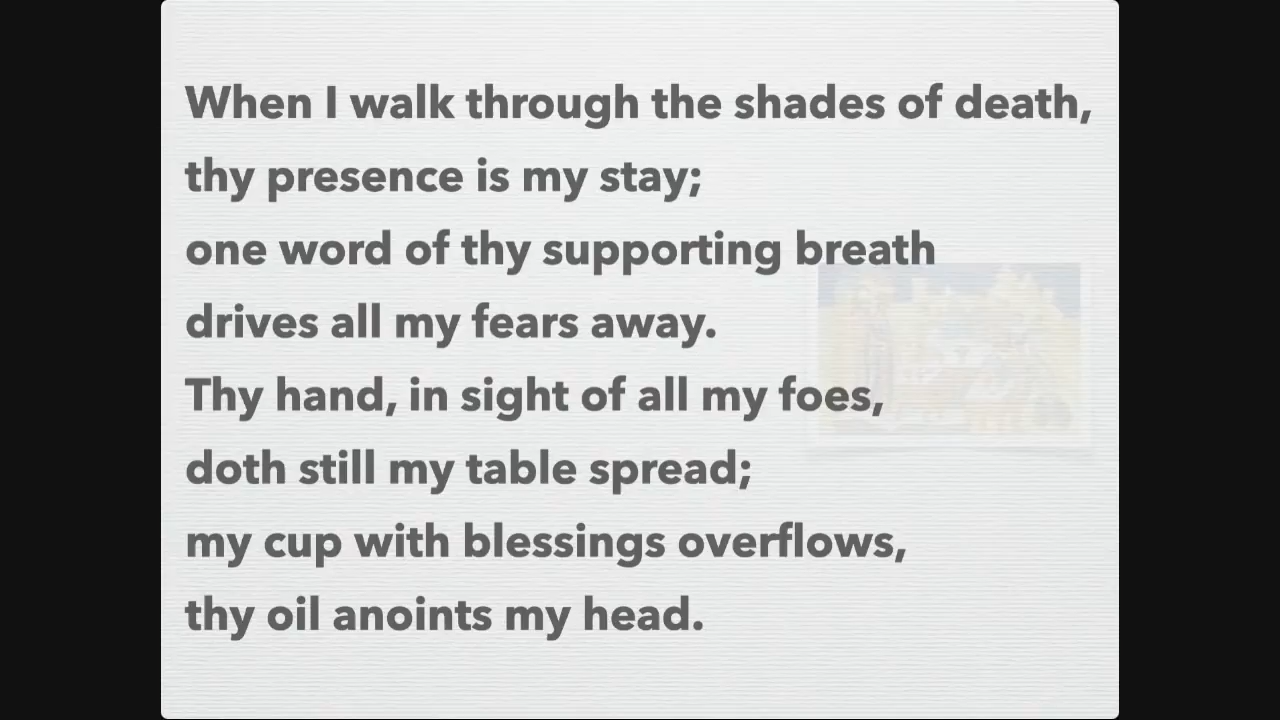 When I walk through the shades of death,
thy presence is my stay;
one word of thy supporting breath
drives all my fears away.
Thy hand, in sight of all my foes,
doth still my table spread;
my cup with blessings overflows,
thy oil anoints my head.